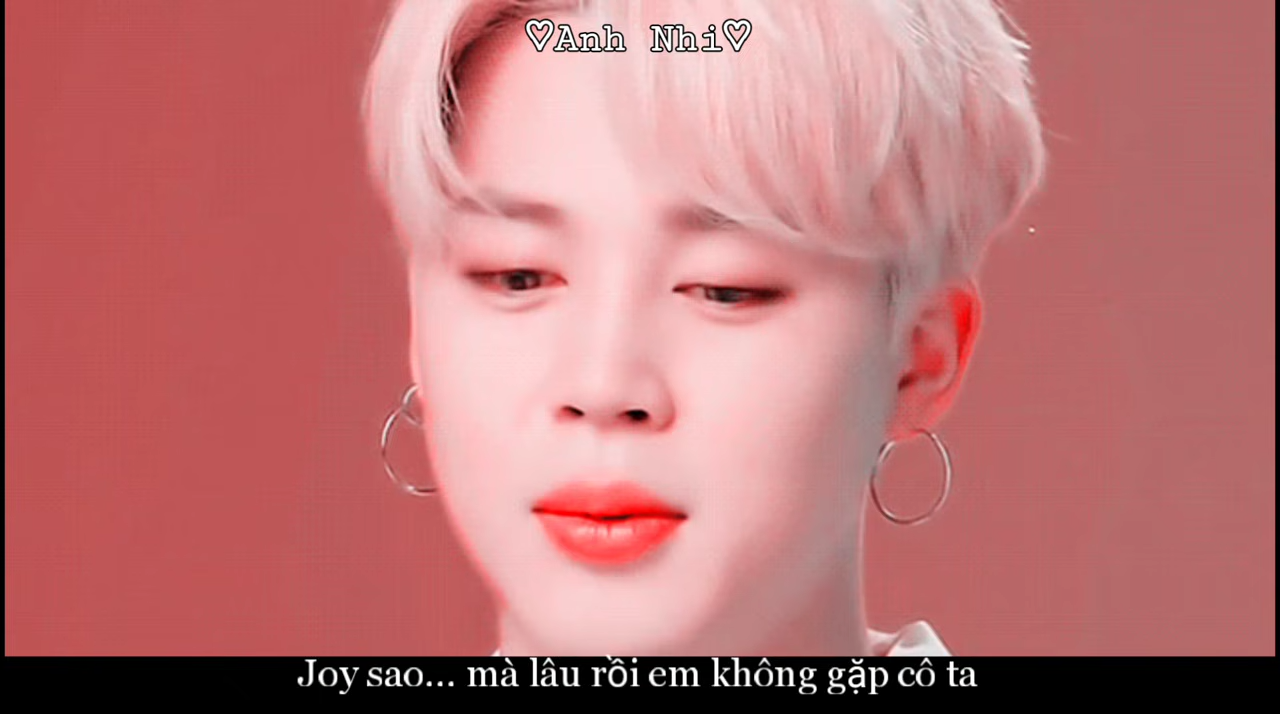 ♡Anh Nhi♡
Joy sao... mà lâu rồi em không gặp cô ta